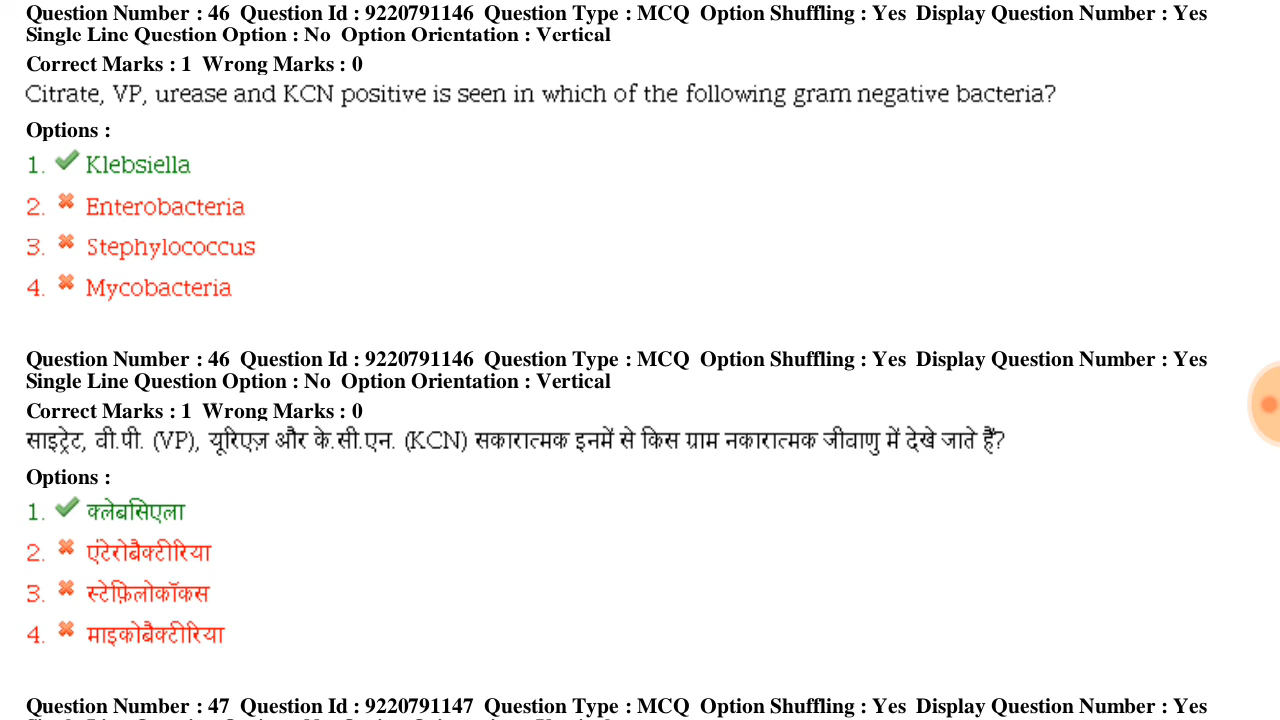 Question Number : 46 Question Id : 9220791146 Question Type : MCQ Option Shuffling : Yes Display Question Number : Yes
Single Line Question Option : No Option Orientation : Vertical
Correct Marks : 1 Wrong Marks : 0
Citrate, VP, urease and KCN positive is seen in which of the following gram negative bacteria?
Options :
1. Klebsiella
2. Enterobacteria
3. Stephylococcus
4. Mycobacteria
Question Number : 46 Question Id : 9220791146 Question Type : MCQ Option Shuffling : Yes Display Question Number : Yes
Single Line Question Option : No Option Orientation : Vertical
Correct Marks : 1 Wrong Marks : 0
साइट्रेट, वी.पी. (VP), यूरिएज़ और के.सी.एन. (KCN) सकारात्मक इनमें से किस ग्राम नकारात्मक जीवाणु में देखे जाते हैं?
Options :
1. क्लेबसिएला
2. एंटेरोबैक्टीरिया
3. स्टेफ़िलोकॉकस
4. माइकोबैक्टीरिया
Question Number : 47 Question Id : 9220791147 Question Type : MCQ Option Shuffling : Yes Display Question Number : Yes